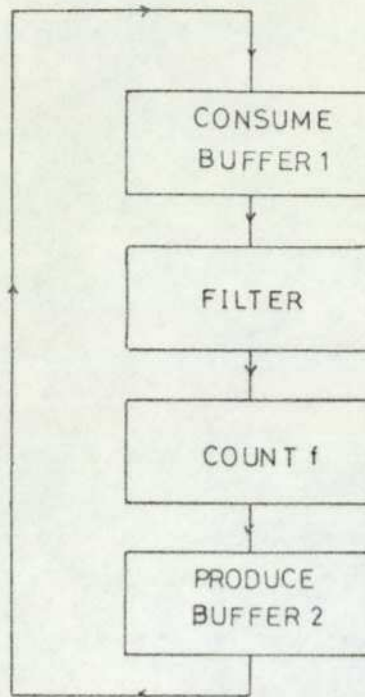 CONSUME
BUFFER 1
FILTER
COUNT f
PRODUCE
BUFFER 2